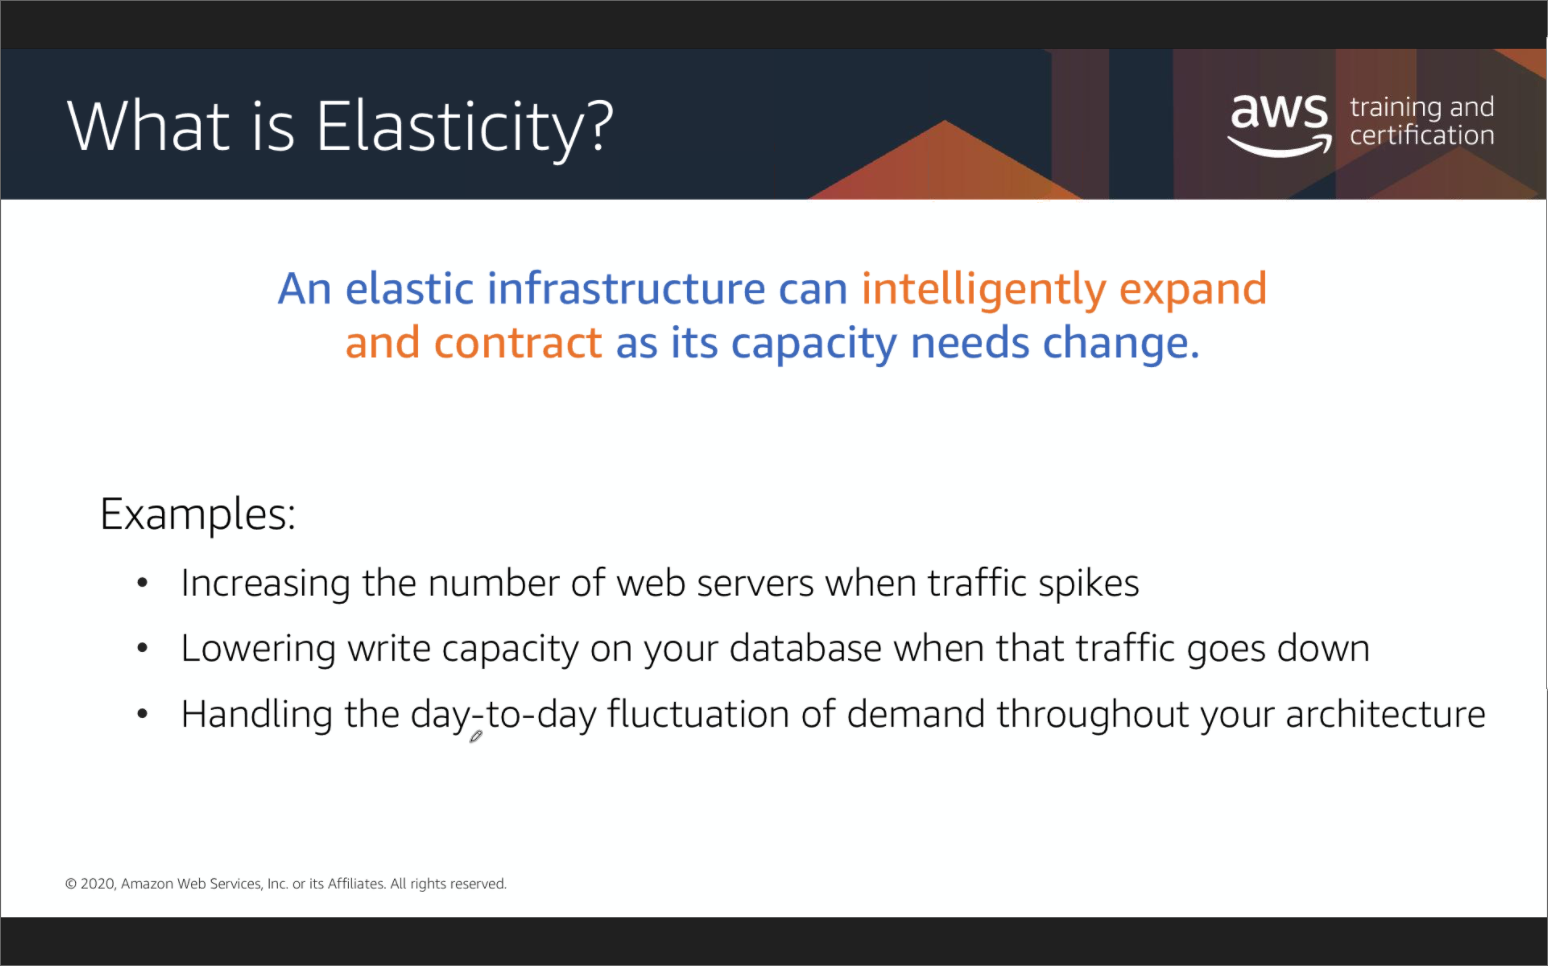 What is Elasticity?
aws training and
certification
An elastic infrastructure can intelligently expand
and contract as its capacity needs change.
Examples:
• Increasing the number of web servers when traffic spikes
• Lowering write capacity on your database when that traffic goes down
• Handling the day-to-day fluctuation of demand throughout your architecture
© 2020, Amazon Web Services, Inc. or its Affiliates. All rights reserved.